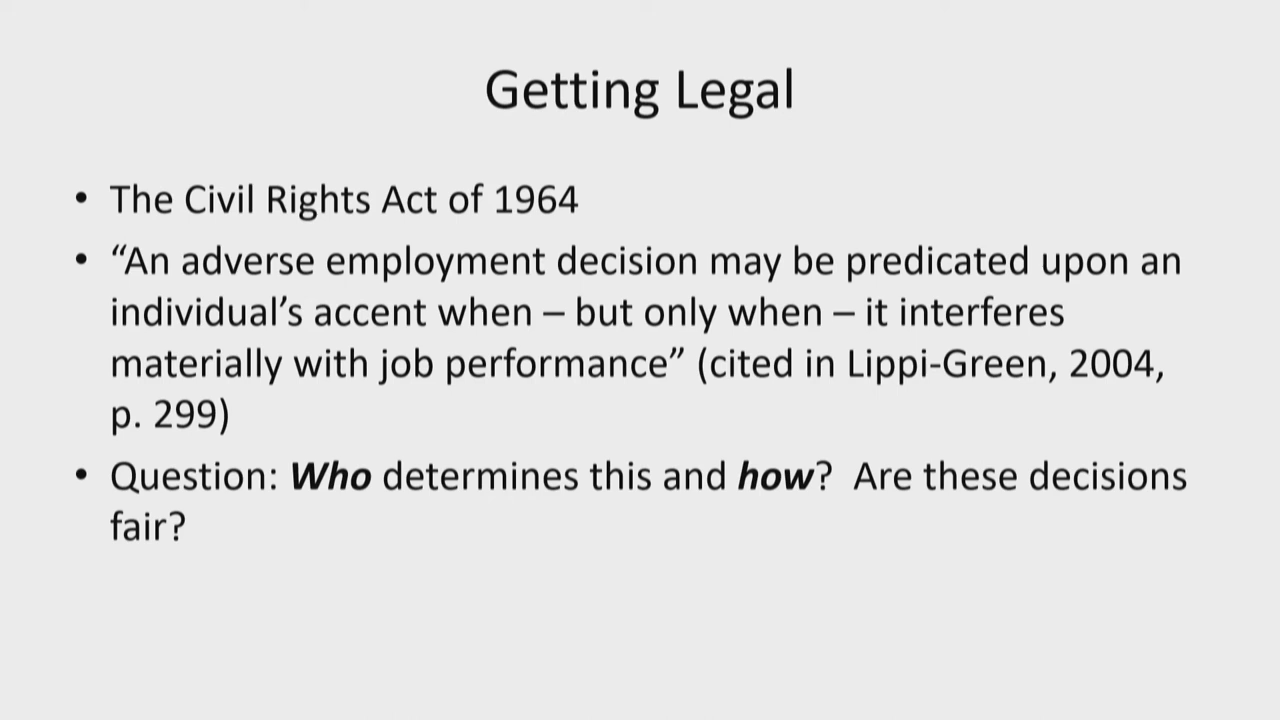 Getting Legal
• The Civil Rights Act of 1964
• “An adverse employment decision may be predicated upon an
individual’s accent when – but only when – it interferes
materially with job performance” (cited in Lippi-Green, 2004,
p. 299)
• Question: Who determines this and how?  Are these decisions
fair?